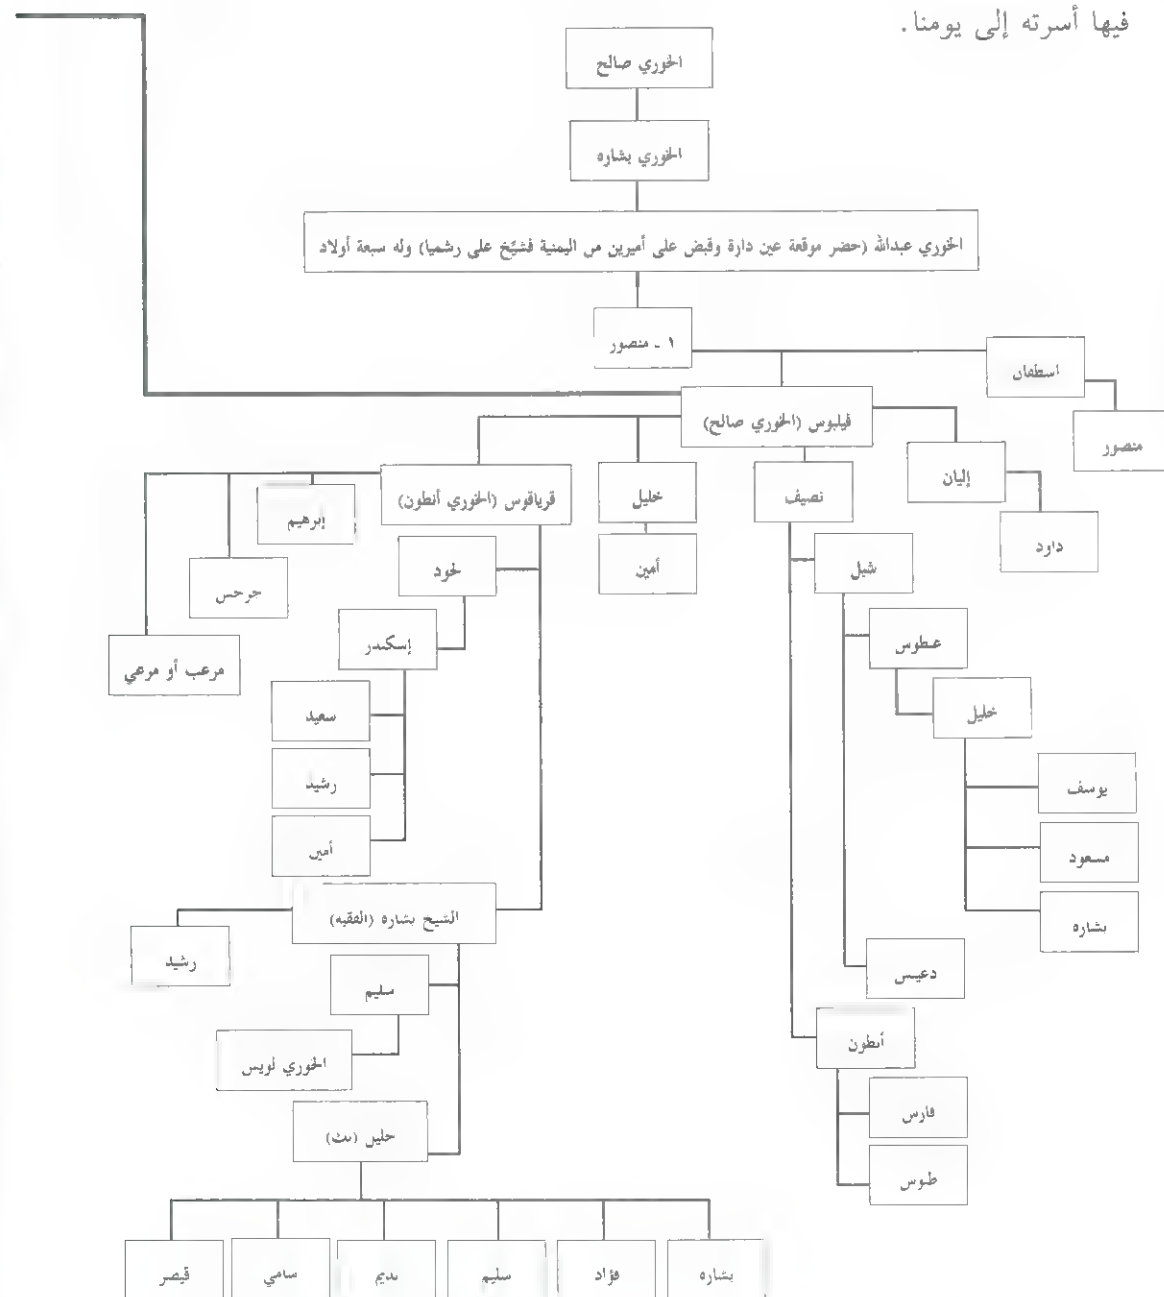 فيها أسرته إلى يومنا.
الخوري صالح
الخوري بشاره
الخوري عبدالله (حضر موقعة عين دارة وقبض على أميرين من اليمنية فشيّخ على رشميا) وله سبعة أولاد
١ ـ منصور
اسطفان
منصور
فيلبوس (الخوري صالح)
إليان
داود
نصيف
خليل
أمين
قرياقوس (الخوري أنطون)
إبرهيم
جرجس
مرعب أو مرعي
لحود
إسكندر
سعيد
رشيد
أمين
شبل
عطوس
خليل
يوسف
مسعود
بشاره
دعيس
أنطون
فارس
طوس
الشيخ بشاره (الفقيه)
رشيد
سليم
الخوري لويس
خليل (بك)
بشاره
فؤاد
سليم
نديم
سامي
قيصر